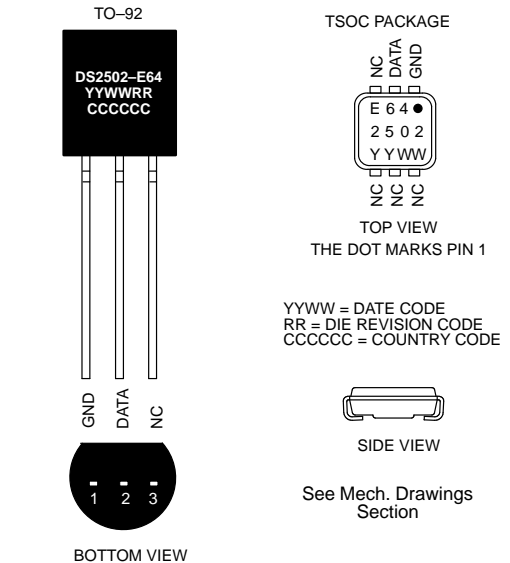 TO–92
DS2502–E64
YYWWRR
CCCCCC
GND
DATA
NC
1 2 3
BOTTOM VIEW
TSOC PACKAGE
NC
DATA
GND
E 6 4
2 5 0 2
Y Y W W
NC
NC
NC
TOP VIEW
THE DOT MARKS PIN 1
YYWW = DATE CODE
RR = DIE REVISION CODE
CCCCCC = COUNTRY CODE
SIDE VIEW
See Mech. Drawings
Section